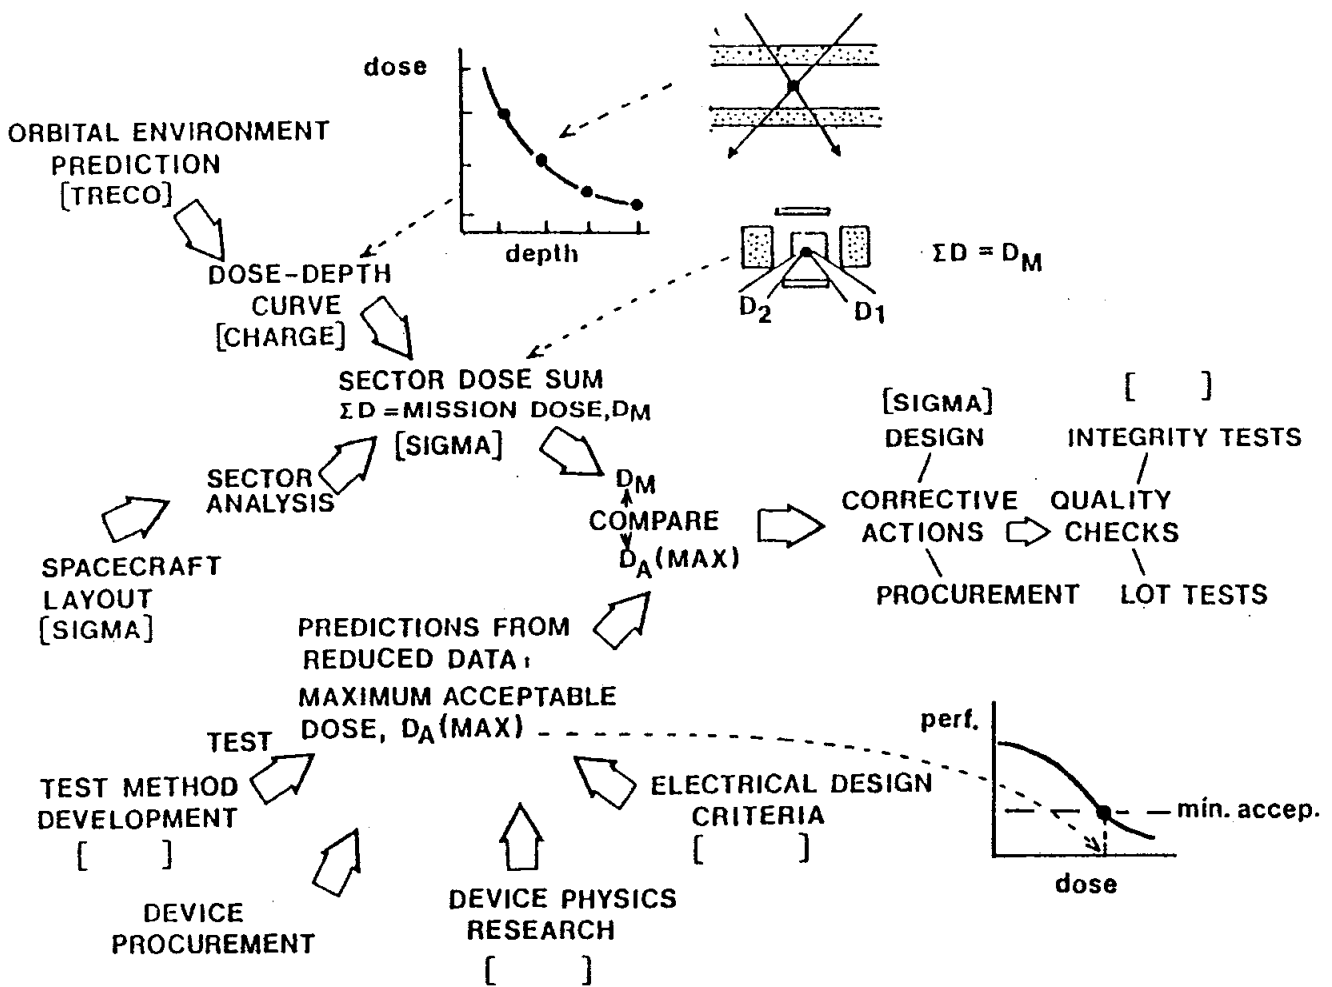 dose
ORBITAL ENVIRONMENT
PREDICTION
[TRECO]
depth
DOSE-DEPTH
CURVE
[CHARGE]
ΣD = DM
D2
D1
SECTOR DOSE SUM
ΣD = MISSION DOSE, DM
[SIGMA]
SECTOR
ANALYSIS
SPACECRAFT
LAYOUT
[SIGMA]
DM
COMPARE
DA(MAX)
[SIGMA]
DESIGN
CORRECTIVE
ACTIONS
PROCUREMENT
[ ]
INTEGRITY TESTS
QUALITY
CHECKS
LOT TESTS
PREDICTIONS FROM
REDUCED DATA:
MAXIMUM ACCEPTABLE
DOSE, DA(MAX)
TEST
TEST METHOD
DEVELOPMENT
[ ]
DEVICE
PROCUREMENT
DEVICE PHYSICS
RESEARCH
[ ]
ELECTRICAL DESIGN
CRITERIA
[ ]
perf.
min. accep.
dose